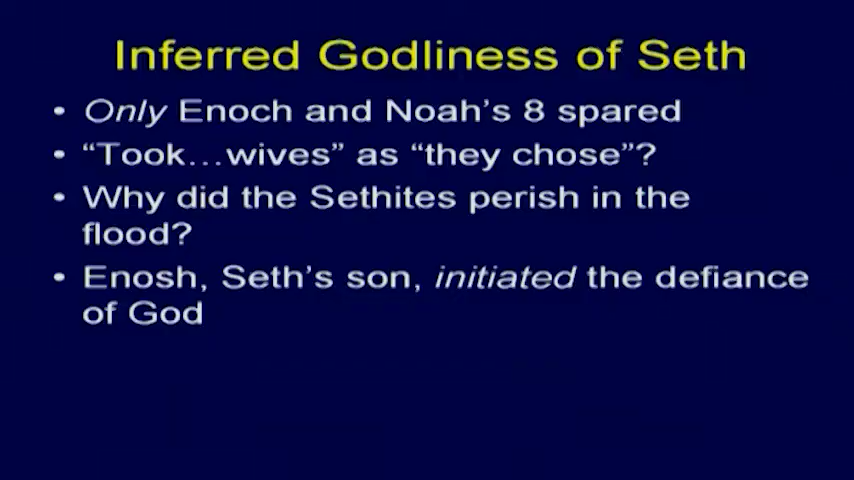 Inferred Godliness of Seth
• Only Enoch and Noah’s 8 spared
• “Took…wives” as “they chose”?
• Why did the Sethites perish in the
flood?
• Enosh, Seth’s son, initiated the defiance
of God